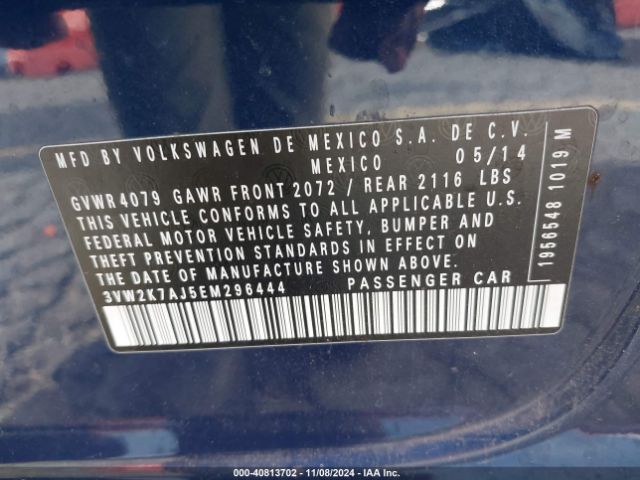 MFD BY VOLKSWAGEN DE MEXICO S.A. DE C.V.
MEXICO 05/14
GVWR 4079 GAWR FRONT 2072 / REAR 2116 LBS
THIS VEHICLE CONFORMS TO ALL APPLICABLE U.S.
FEDERAL MOTOR VEHICLE SAFETY, BUMPER AND
THEFT PREVENTION STANDARDS IN EFFECT ON
THE DATE OF MANUFACTURE SHOWN ABOVE.
3VW2K7AJ5EM296444 PASSENGER CAR
1956548 1019 M
000-40813702 - 11/08/2024 - IAA Inc.